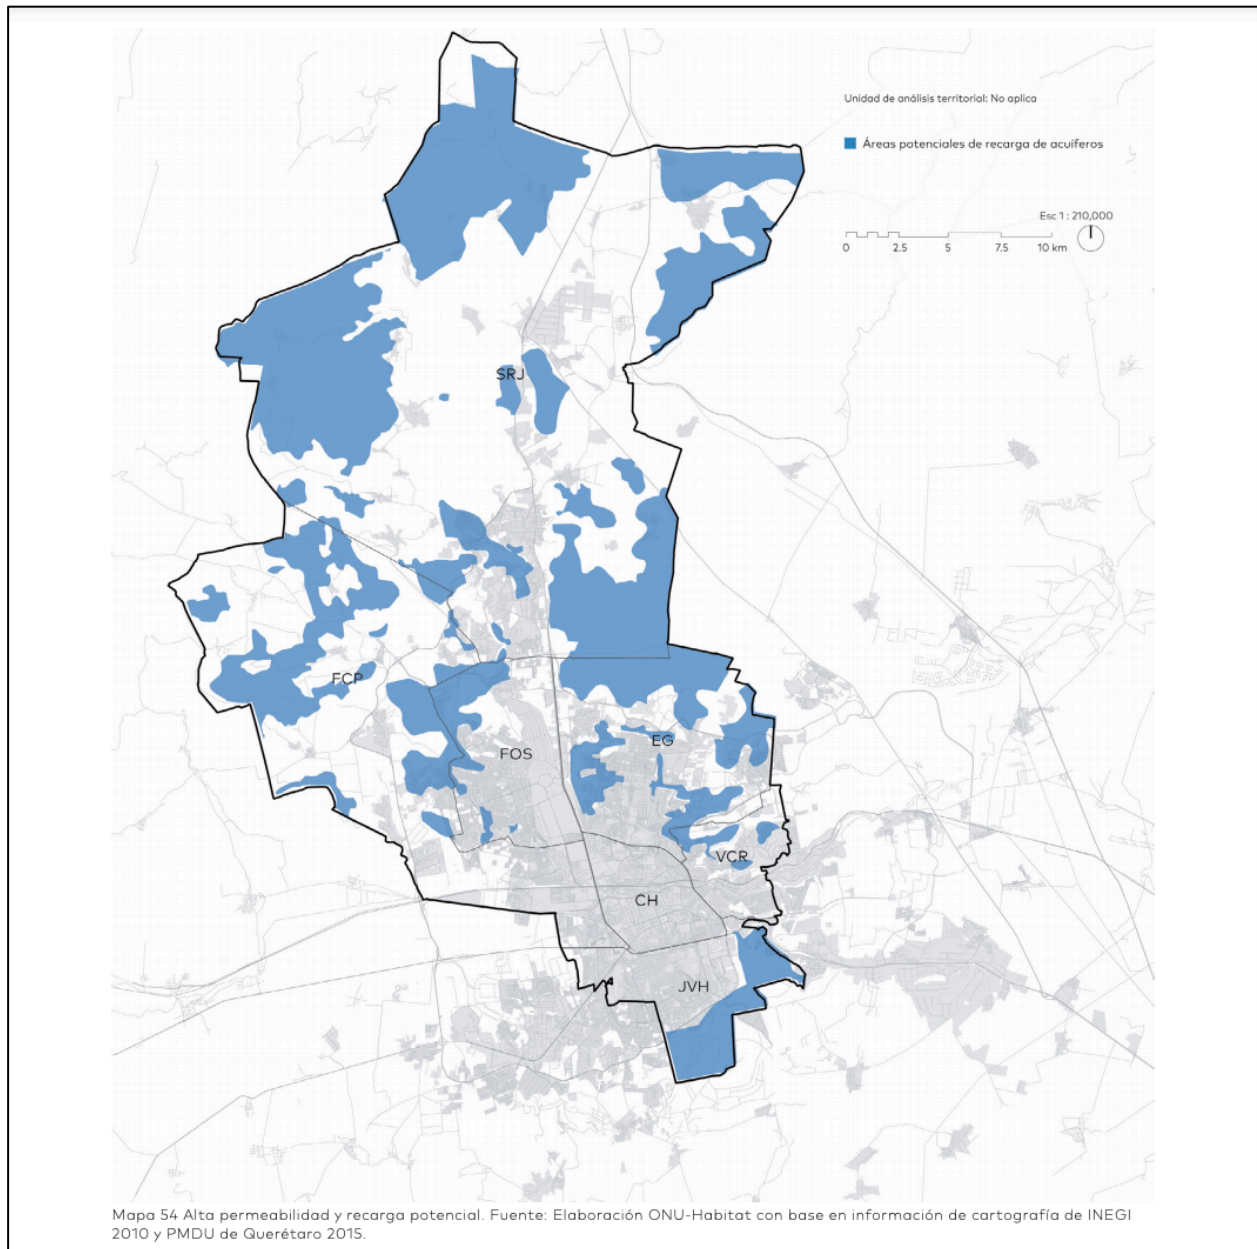 Unidad de análisis territorial: No aplica
Áreas potenciales de recarga de acuíferos
Esc 1 : 210,000
0 2.5 5 7.5 10 km
SRJ
FCP
FOS
EG
VCR
CH
JVH
Mapa 54 Alta permeabilidad y recarga potencial. Fuente: Elaboración ONU-Habitat con base en información de cartografía de INEGI
2010 y PMDU de Querétaro 2015.